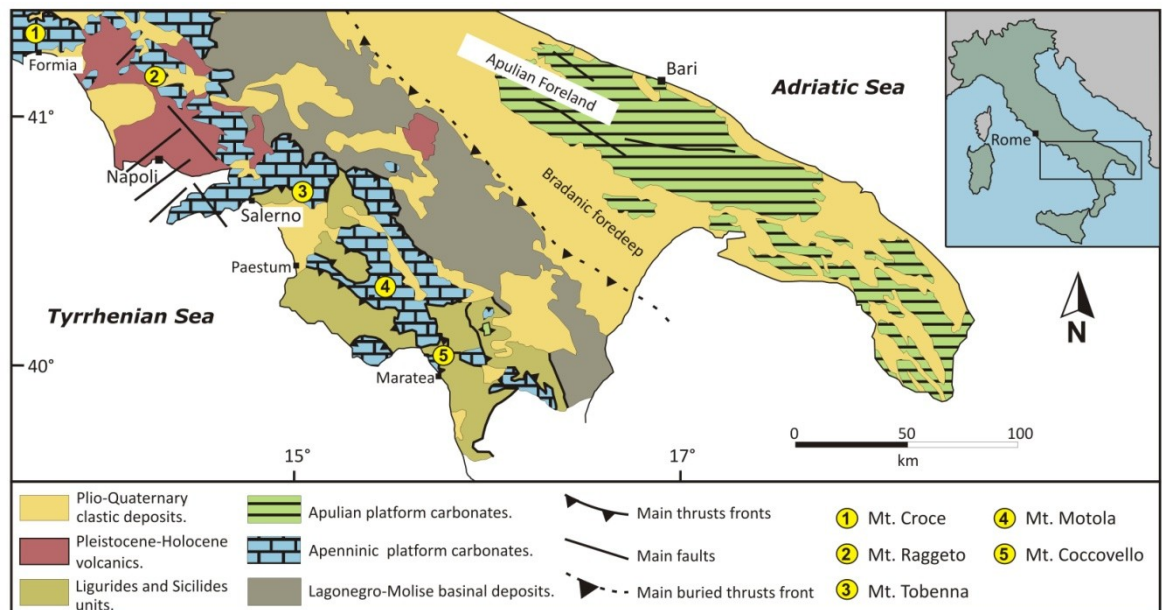 1
Formia
2
Apulian Foreland
Bari
Adriatic Sea
41°
Napoli
3
Salerno
Bradanic foredeep
Paestum
4
Tyrrhenian Sea
5
40°
Maratea
15°
17°
0 50 100
km
Rome
N
Plio-Quaternary
clastic deposits.
Pleistocene-Holocene
volcanics.
Ligurides and Sicilides
units.
Apulian platform carbonates.
Apenninic platform carbonates.
Lagonegro-Molise basinal deposits.
Main thrusts fronts
Main faults
Main buried thrusts front
1 Mt. Croce
2 Mt. Raggeto
3 Mt. Tobenna
4 Mt. Motola
5 Mt. Coccovello